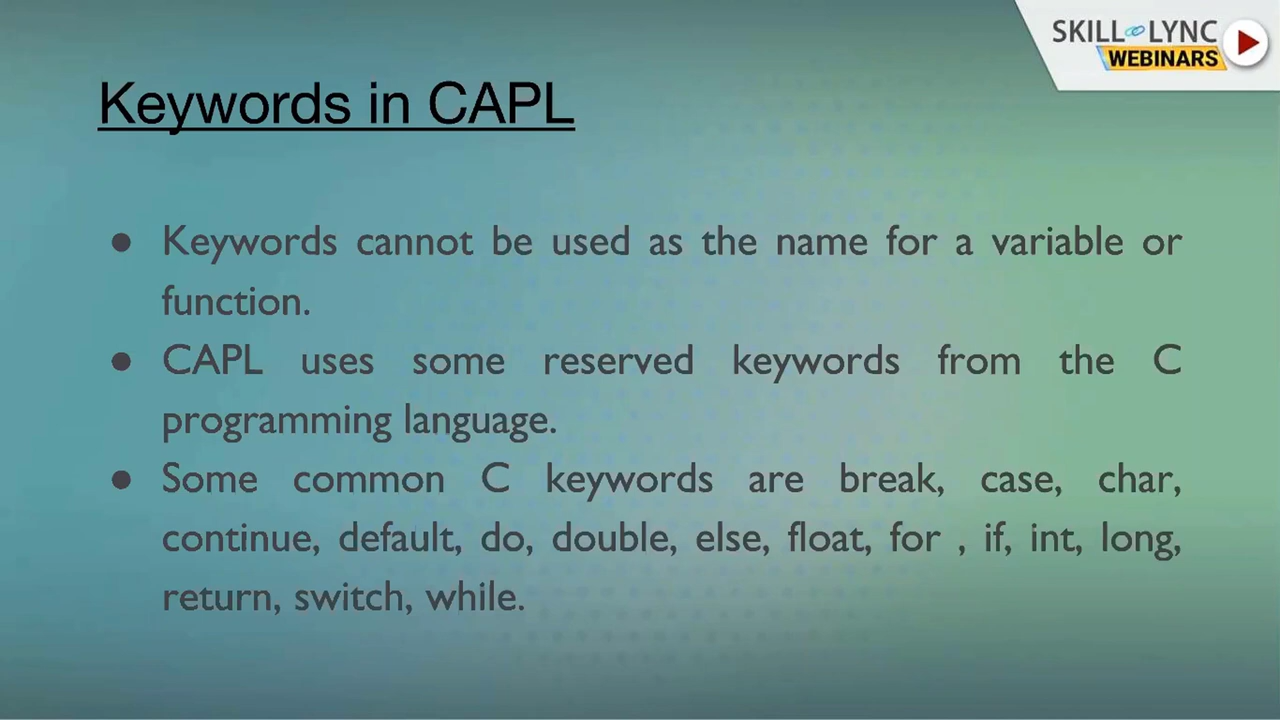 SKILL LYNC
WEBINARS
Keywords in CAPL
● Keywords cannot be used as the name for a variable or
function.
● CAPL uses some reserved keywords from the C
programming language.
● Some common C keywords are break, case, char,
continue, default, do, double, else, float, for , if, int, long,
return, switch, while.